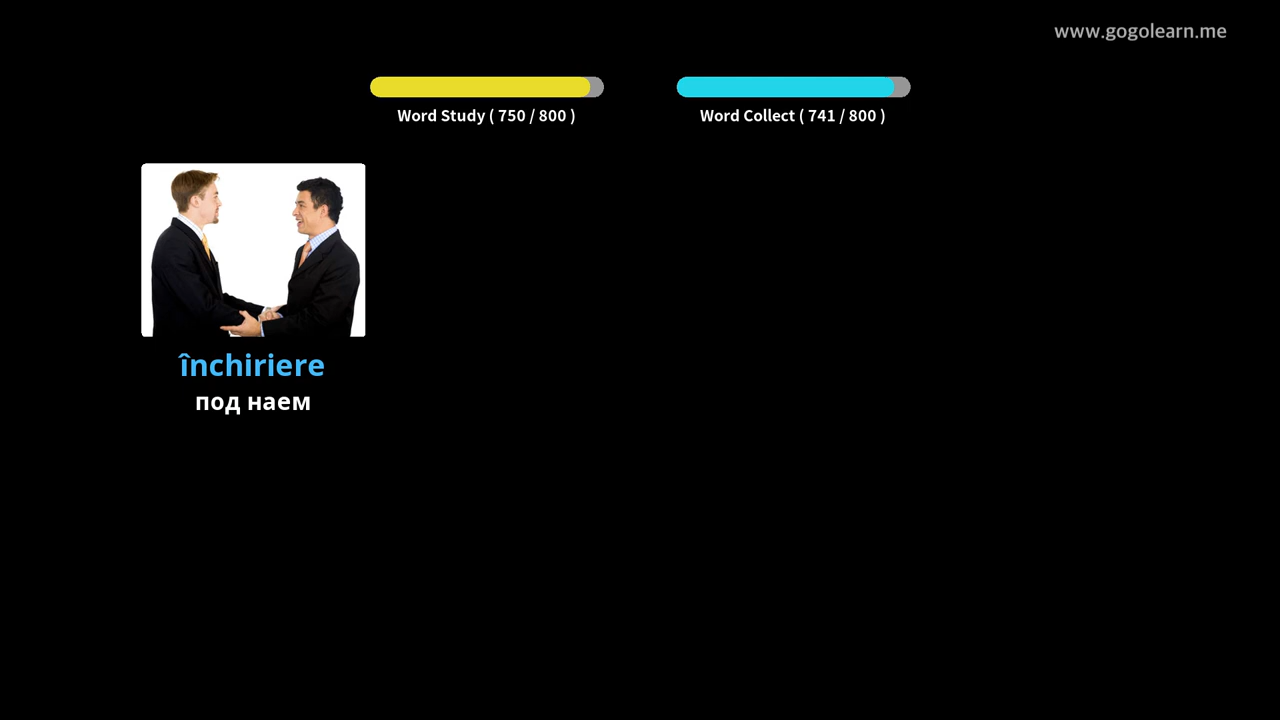 www.gogolearn.me
Word Study ( 750 / 800 )
Word Collect ( 741 / 800 )
închiriere
под наем